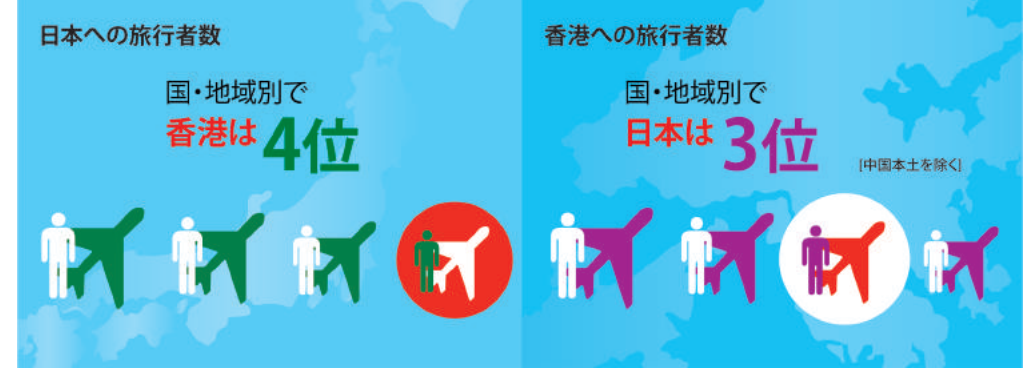 日本への旅行者数
国・地域別で
香港は4位
香港への旅行者数
国・地域別で
日本は3位
[中国本土を除く]